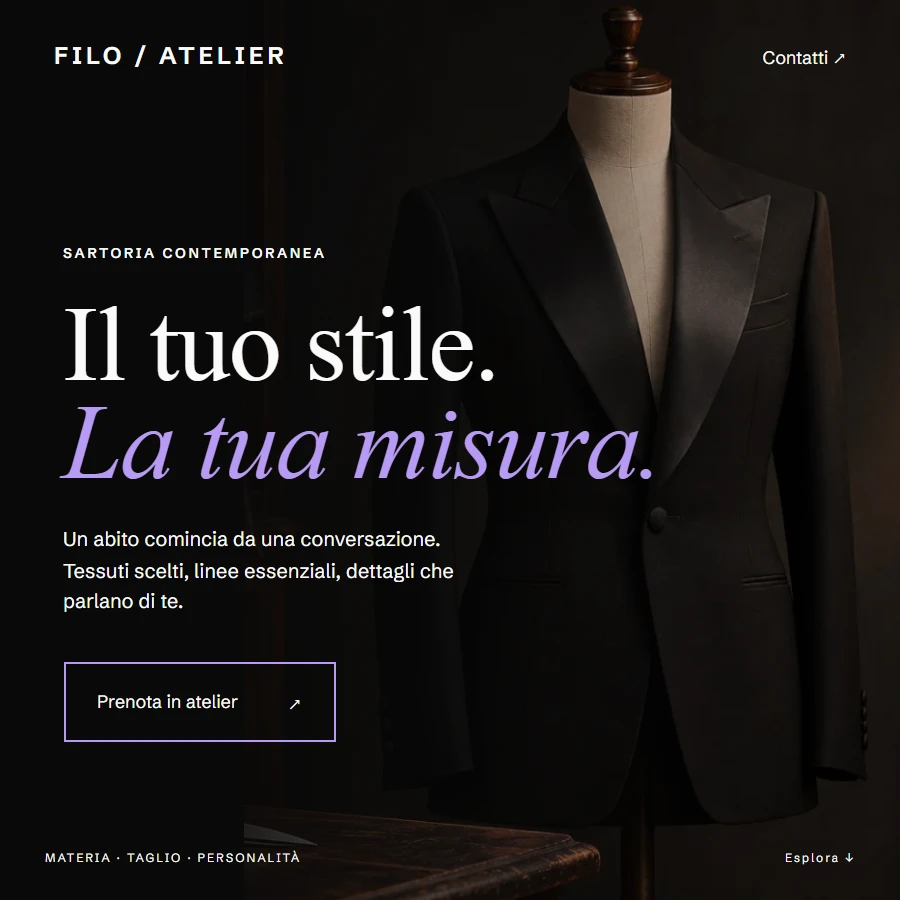 FILO / ATELIER
Contatti ↗
SARTORIA CONTEMPORANEA
Il tuo stile.
La tua misura.
Un abito comincia da una conversazione.
Tessuti scelti, linee essenziali, dettagli che
parlano di te.
Prenota in atelier ↗
MATERIA · TAGLIO · PERSONALITÀ
Esplora ↓